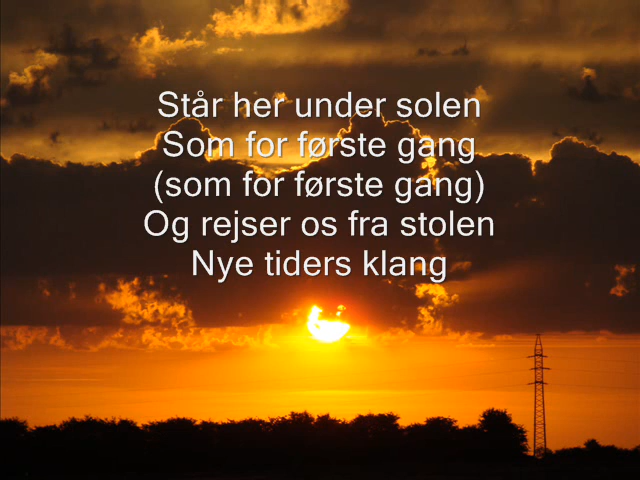 Står her under solen
Som for første gang
(som for første gang)
Og rejser os fra stolen
Nye tiders klang